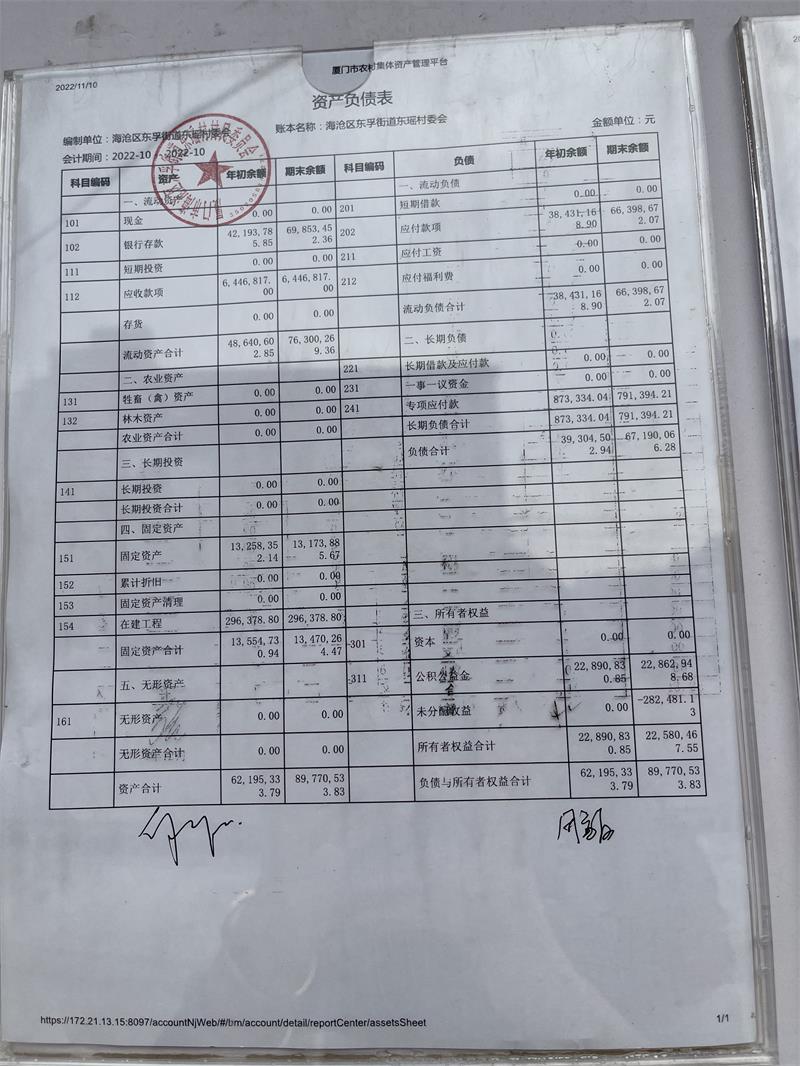 2022/11/10
厦门市农村集体资产管理平台
资产负债表
编制单位：海沧区东孚街道东瑶村委会 账本名称：海沧区东孚街道东瑶村委会 金额单位：元
会计期间：2022-10 2022-10
科目编码 资产 年初余额 期末余额 科目编码 负债 年初余额 期末余额
一、流动资产 一、流动负债
101 现金 0.00 0.00 201 短期借款 0.00 0.00
102 银行存款 42,193,785.85 69,853,452.36 202 应付款项 38,431,168.90 66,398,672.07
111 短期投资 0.00 0.00 211 应付工资 0.00 0.00
112 应收款项 6,446,817.00 6,446,817.00 212 应付福利费 0.00 0.00
存货 0.00 0.00 流动负债合计 38,431,168.90 66,398,672.07
流动资产合计 48,640,602.85 76,300,269.36 二、长期负债
二、农业资产 221 长期借款及应付款 0.00 0.00
131 牲畜（禽）资产 0.00 0.00 231 一事一议资金 0.00 0.00
132 林木资产 0.00 0.00 241 专项应付款 873,334.04 791,394.21
农业资产合计 0.00 0.00 长期负债合计 873,334.04 791,394.21
三、长期投资 负债合计 39,304,502.94 67,190,066.28
141 长期投资 0.00 0.00
长期投资合计 0.00 0.00
四、固定资产
151 固定资产 13,258,352.14 13,173,885.67
152 累计折旧 0.00 0.00
153 固定资产清理 0.00 0.00
154 在建工程 296,378.80 296,378.80 三、所有者权益
固定资产合计 13,554,730.94 13,470,264.47 301 资本 0.00 0.00
五、无形资产 311 公积公益金 22,890,830.85 22,862,948.68
161 无形资产 0.00 0.00 未分配收益 0.00 -282,481.13
无形资产合计 0.00 0.00 所有者权益合计 22,890,830.85 22,580,467.55
资产合计 62,195,333.79 89,770,533.83 负债与所有者权益合计 62,195,333.79 89,770,533.83
https://172.21.13.15:8097/accountNjWeb/#/bm/account/detail/reportCenter/assetsSheet 1/1